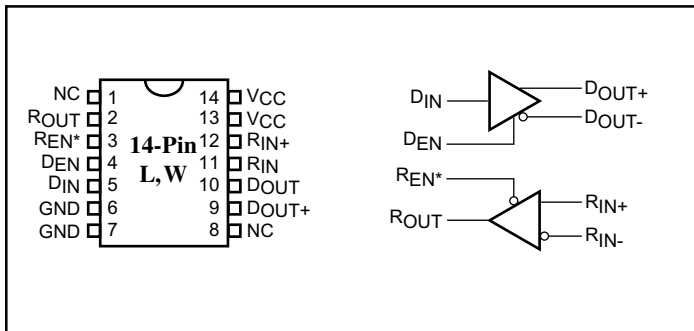 NC 1 14 VCC
ROUT 2 13 VCC
REN* 3 14-Pin 12 RIN+
DEN 4 L,W 11 RIN
DIN 5 10 DOUT
GND 6 9 DOUT+
GND 7 8 NC
DIN
DOUT+
DOUT-
DEN
REN*
ROUT
RIN+
RIN-